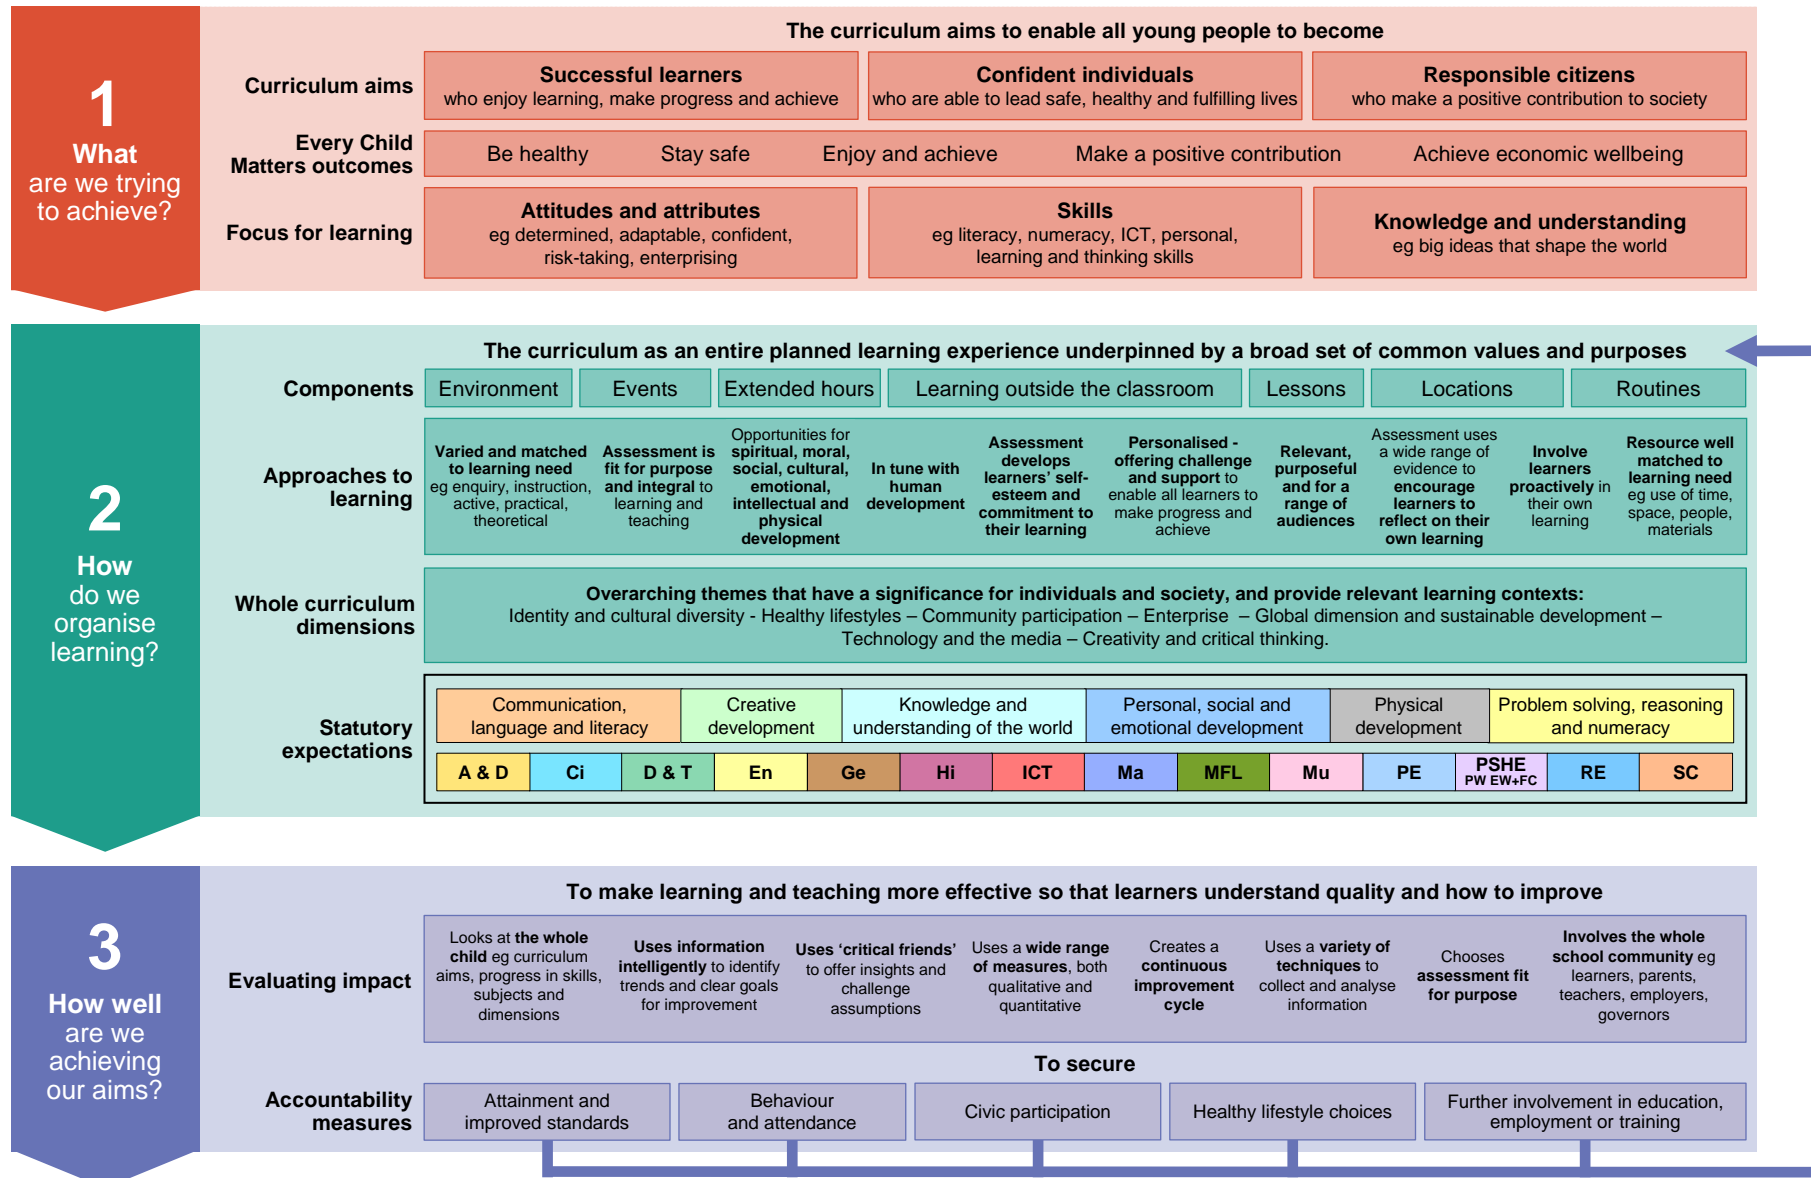 1
What
are we trying
to achieve?
The curriculum aims to enable all young people to become
Curriculum aims
Successful learners
who enjoy learning, make progress and achieve
Confident individuals
who are able to lead safe, healthy and fulfilling lives
Responsible citizens
who make a positive contribution to society
Every Child
Matters outcomes
Be healthy
Stay safe
Enjoy and achieve
Make a positive contribution
Achieve economic wellbeing
Focus for learning
Attitudes and attributes
eg determined, adaptable, confident,
risk-taking, enterprising
Skills
eg literacy, numeracy, ICT, personal,
learning and thinking skills
Knowledge and understanding
eg big ideas that shape the world
2
How
do we
organise
learning?
The curriculum as an entire planned learning experience underpinned by a broad set of common values and purposes
Components
Environment
Events
Extended hours
Learning outside the classroom
Lessons
Locations
Routines
Approaches to
learning
Varied and matched
to learning need
eg enquiry, instruction,
active, practical,
theoretical
Assessment is
fit for purpose
and integral to
learning and
teaching
Opportunities for
spiritual, moral,
social, cultural,
emotional,
intellectual and
physical
development
In tune with
human
development
Assessment
develops
learners' self-
esteem and
commitment to
their learning
Personalised -
offering challenge
and support to
enable all learners to
make progress and
achieve
Relevant,
purposeful
and for a
range of
audiences
Assessment uses
a wide range of
evidence to
encourage
learners to
reflect on their
own learning
Involve
learners
proactively in
their own
learning
Resource well
matched to
learning need
eg use of time,
space, people,
materials
Whole curriculum
dimensions
Overarching themes that have a significance for individuals and society, and provide relevant learning contexts:
Identity and cultural diversity - Healthy lifestyles – Community participation – Enterprise – Global dimension and sustainable development –
Technology and the media – Creativity and critical thinking.
Statutory
expectations
Communication,
language and literacy
Creative
development
Knowledge and
understanding of the world
Personal, social and
emotional development
Physical
development
Problem solving, reasoning
and numeracy
A & D
Ci
D & T
En
Ge
Hi
ICT
Ma
MFL
Mu
PE
PSHE
PW EW+FC
RE
SC
3
How well
are we
achieving
our aims?
To make learning and teaching more effective so that learners understand quality and how to improve
Evaluating impact
Looks at the whole
child eg curriculum
aims, progress in skills,
subjects and
dimensions
Uses information
intelligently to identify
trends and clear goals
for improvement
Uses ‘critical friends’
to offer insights and
challenge
assumptions
Uses a wide range
of measures, both
qualitative and
quantitative
Creates a
continuous
improvement
cycle
Uses a variety of
techniques to
collect and analyse
information
Chooses
assessment fit
for purpose
Involves the whole
school community eg
learners, parents,
teachers, employers,
governors
To secure
Accountability
measures
Attainment and
improved standards
Behaviour
and attendance
Civic participation
Healthy lifestyle choices
Further involvement in education,
employment or training